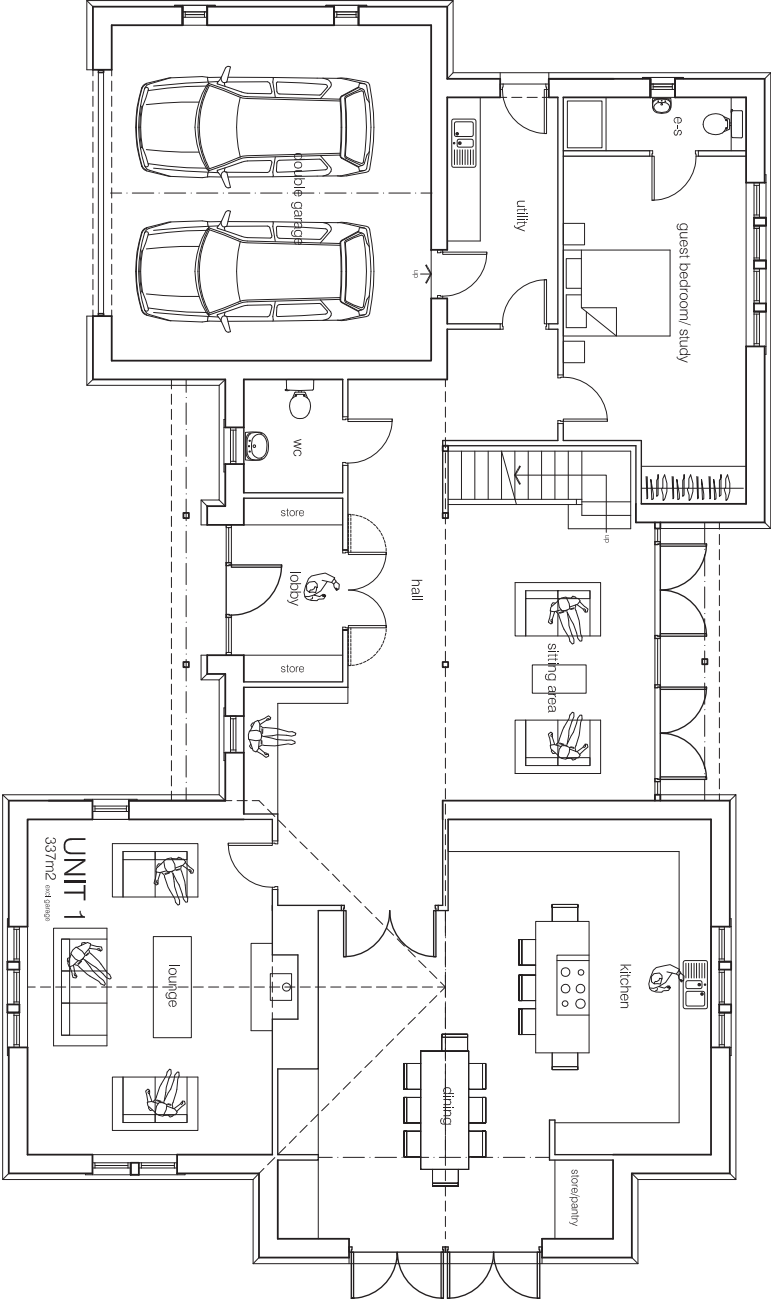 double garage
up
utility
e-s
guest bedroom/ study
wc
store
lobby
store
hall
up
sitting area
UNIT 1
337m2 excl. garage
lounge
kitchen
dining
store/pantry